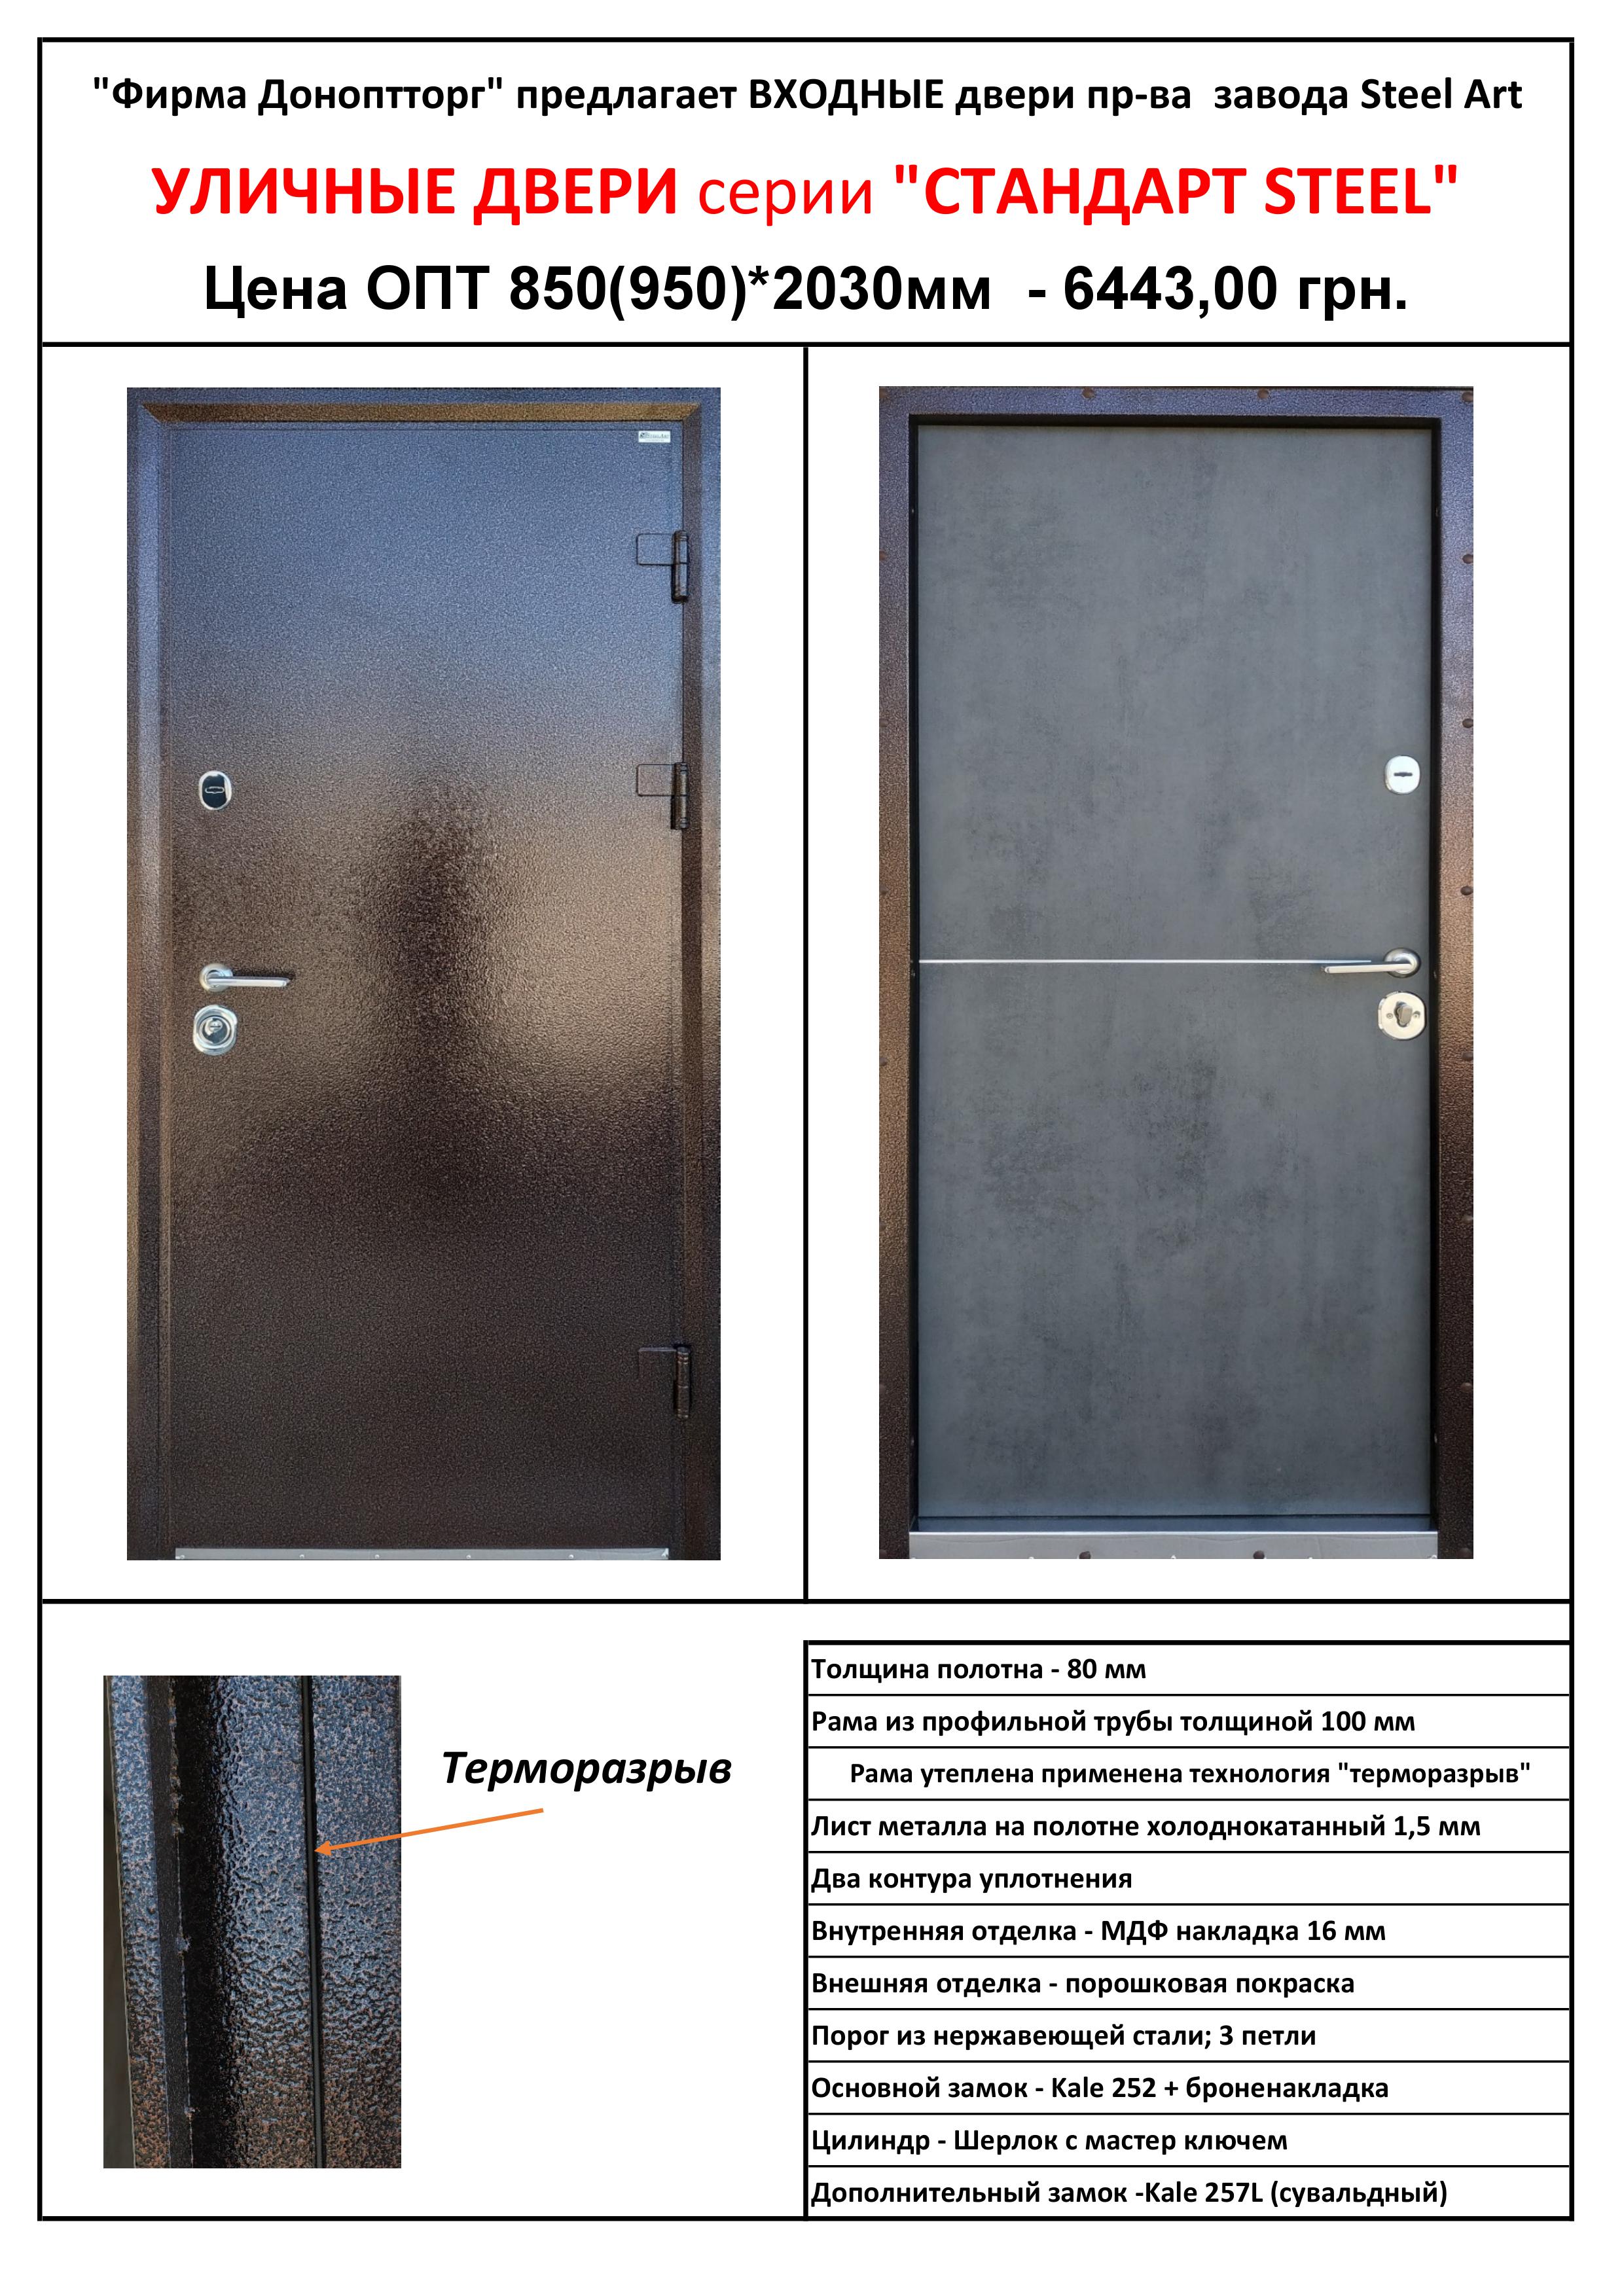 "Фирма Доноптторг" предлагает ВХОДНЫЕ двери пр-ва завода Steel Art
УЛИЧНЫЕ ДВЕРИ серии "СТАНДАРТ STEEL"
Цена ОПТ 850(950)*2030мм - 6443,00 грн.
Терморазрыв
Толщина полотна - 80 мм
Рама из профильной трубы толщиной 100 мм
Рама утеплена применена технология "терморазрыв"
Лист металла на полотне холоднокатанный 1,5 мм
Два контура уплотнения
Внутренняя отделка - МДФ накладка 16 мм
Внешняя отделка - порошковая покраска
Порог из нержавеющей стали; 3 петли
Основной замок - Kale 252 + броненакладка
Цилиндр - Шерлок с мастер ключем
Дополнительный замок -Kale 257L (сувальдный)